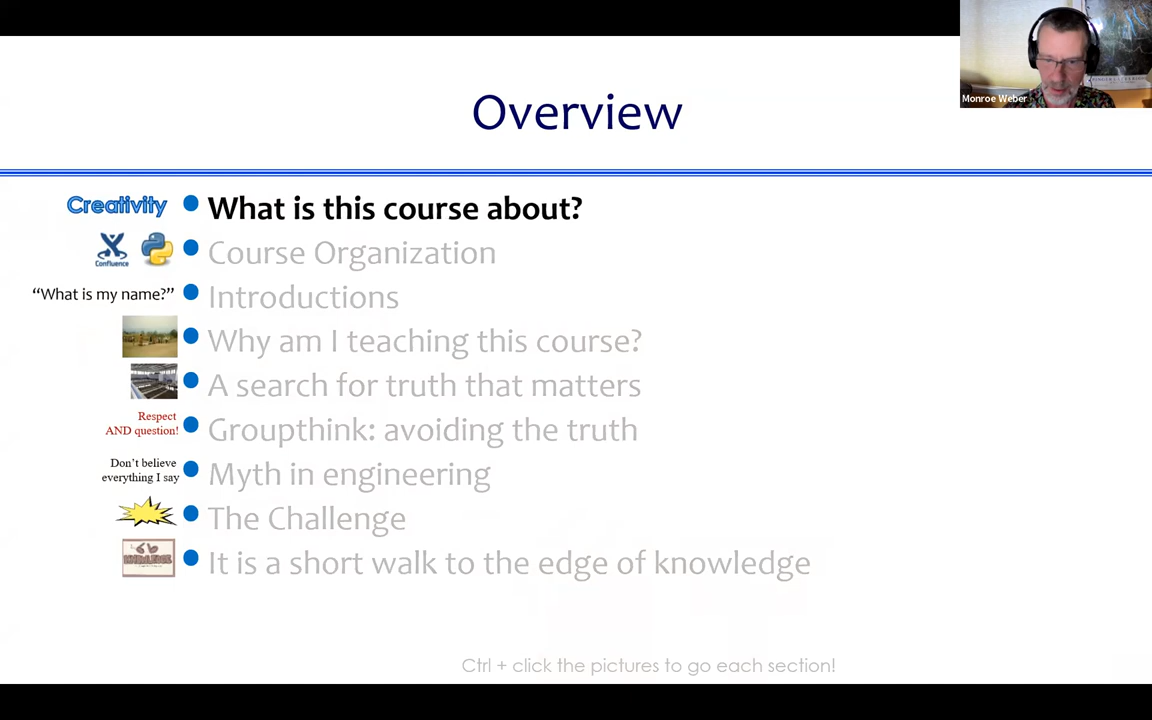 Monroe Weber
Overview
Creativity
What is this course about?
Confluence
Course Organization
“What is my name?”
Introductions
Why am I teaching this course?
A search for truth that matters
Respect
AND question!
Groupthink: avoiding the truth
Don’t believe
everything I say
Myth in engineering
The Challenge
KNOWLEDGE
It is a short walk to the edge of knowledge
Ctrl + click the pictures to go each section!